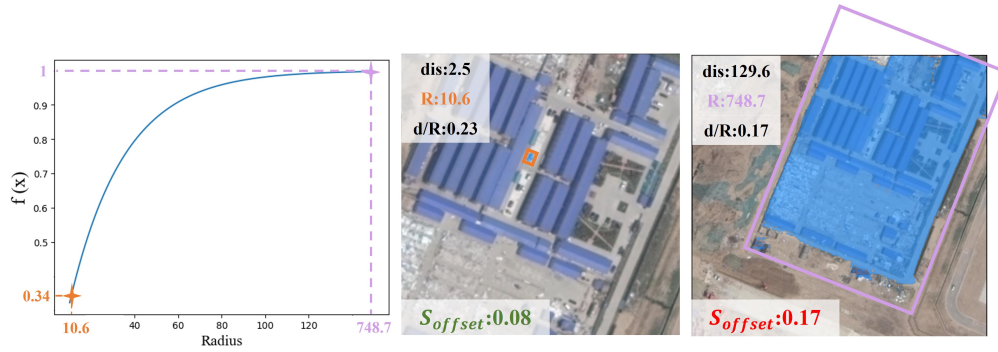 1
0.9
0.8
0.7
0.6
0.5
0.34
f (x)
10.6
40
60
80
100
120
748.7
Radius
dis:2.5
R:10.6
d/R:0.23
S_offset:0.08
dis:129.6
R:748.7
d/R:0.17
S_offset:0.17